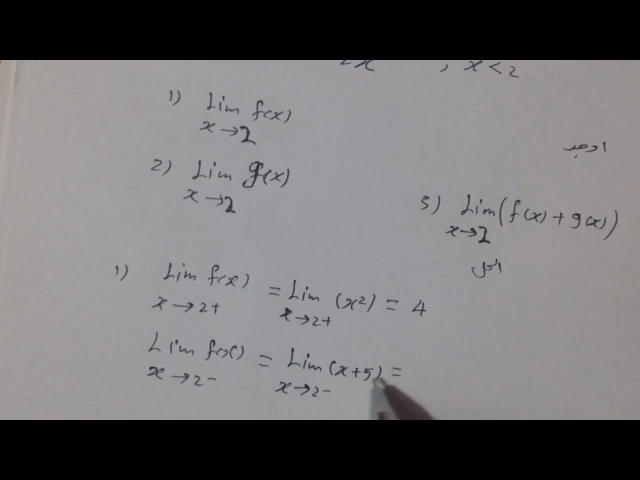 2x , x < 2
1) Lim f(x)
x → 2
اوجد
2) Lim g(x)
x → 2
3) Lim (f(x) + g(x))
x → 2
الحل
1) Lim f(x) = Lim (x²) = 4
x → 2+ x → 2+
Lim f(x) = Lim (x + 5) =
x → 2- x → 2-